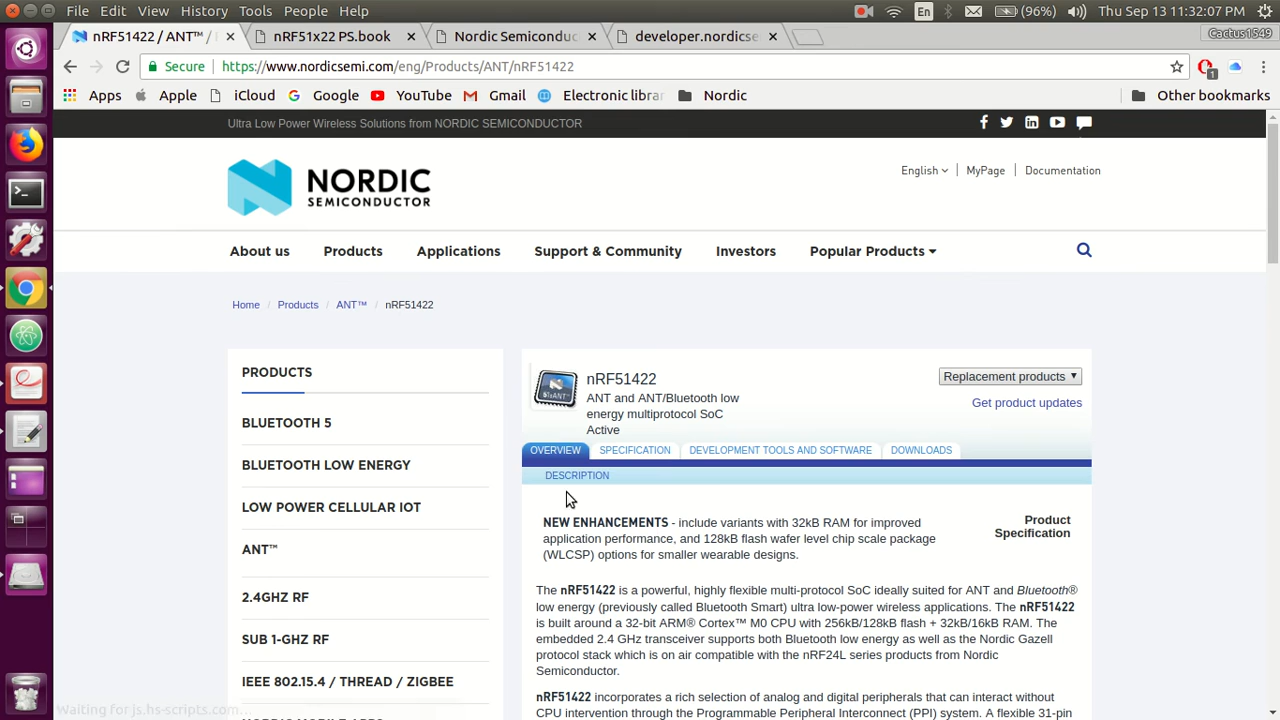 File Edit View History Tools People Help
En (96%) Thu Sep 13 11:32:07
nRF51422 / ANT™ / nRF51x22 PS.book Nordic Semicondu developer.nordicse Cactus1549
Secure https://www.nordicsemi.com/eng/Products/ANT/nRF51422 1
Apps Apple iCloud Google YouTube Gmail Electronic librar Nordic Other bookmarks
Ultra Low Power Wireless Solutions from NORDIC SEMICONDUCTOR
NORDIC
SEMICONDUCTOR
English MyPage Documentation
About us Products Applications Support & Community Investors Popular Products
Home / Products / ANT™ / nRF51422
PRODUCTS
BLUETOOTH 5
BLUETOOTH LOW ENERGY
LOW POWER CELLULAR IOT
ANT™
2.4GHZ RF
SUB 1-GHZ RF
IEEE 802.15.4 / THREAD / ZIGBEE
nRF51422
ANT and ANT/Bluetooth low
energy multiprotocol SoC
Active
Replacement products
Get product updates
OVERVIEW SPECIFICATION DEVELOPMENT TOOLS AND SOFTWARE DOWNLOADS
DESCRIPTION
NEW ENHANCEMENTS - include variants with 32kB RAM for improved
application performance, and 128kB flash wafer level chip scale package
(WLCSP) options for smaller wearable designs.
Product
Specification
The nRF51422 is a powerful, highly flexible multi-protocol SoC ideally suited for ANT and Bluetooth®
low energy (previously called Bluetooth Smart) ultra low-power wireless applications. The nRF51422
is built around a 32-bit ARM® Cortex™ M0 CPU with 256kB/128kB flash + 32kB/16kB RAM. The
embedded 2.4 GHz transceiver supports both Bluetooth low energy as well as the Nordic Gazell
protocol stack which is on air compatible with the nRF24L series products from Nordic
Semiconductor.
nRF51422 incorporates a rich selection of analog and digital peripherals that can interact without
CPU intervention through the Programmable Peripheral Interconnect (PPI) system. A flexible 31-pin
Waiting for js.hs-scripts.com...